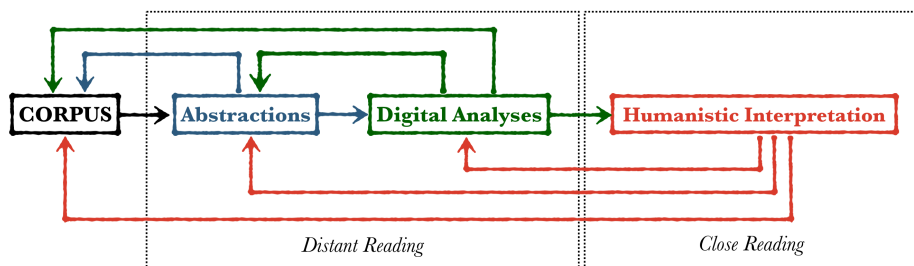 CORPUS
Abstractions
Digital Analyses
Humanistic Interpretation
Distant Reading
Close Reading